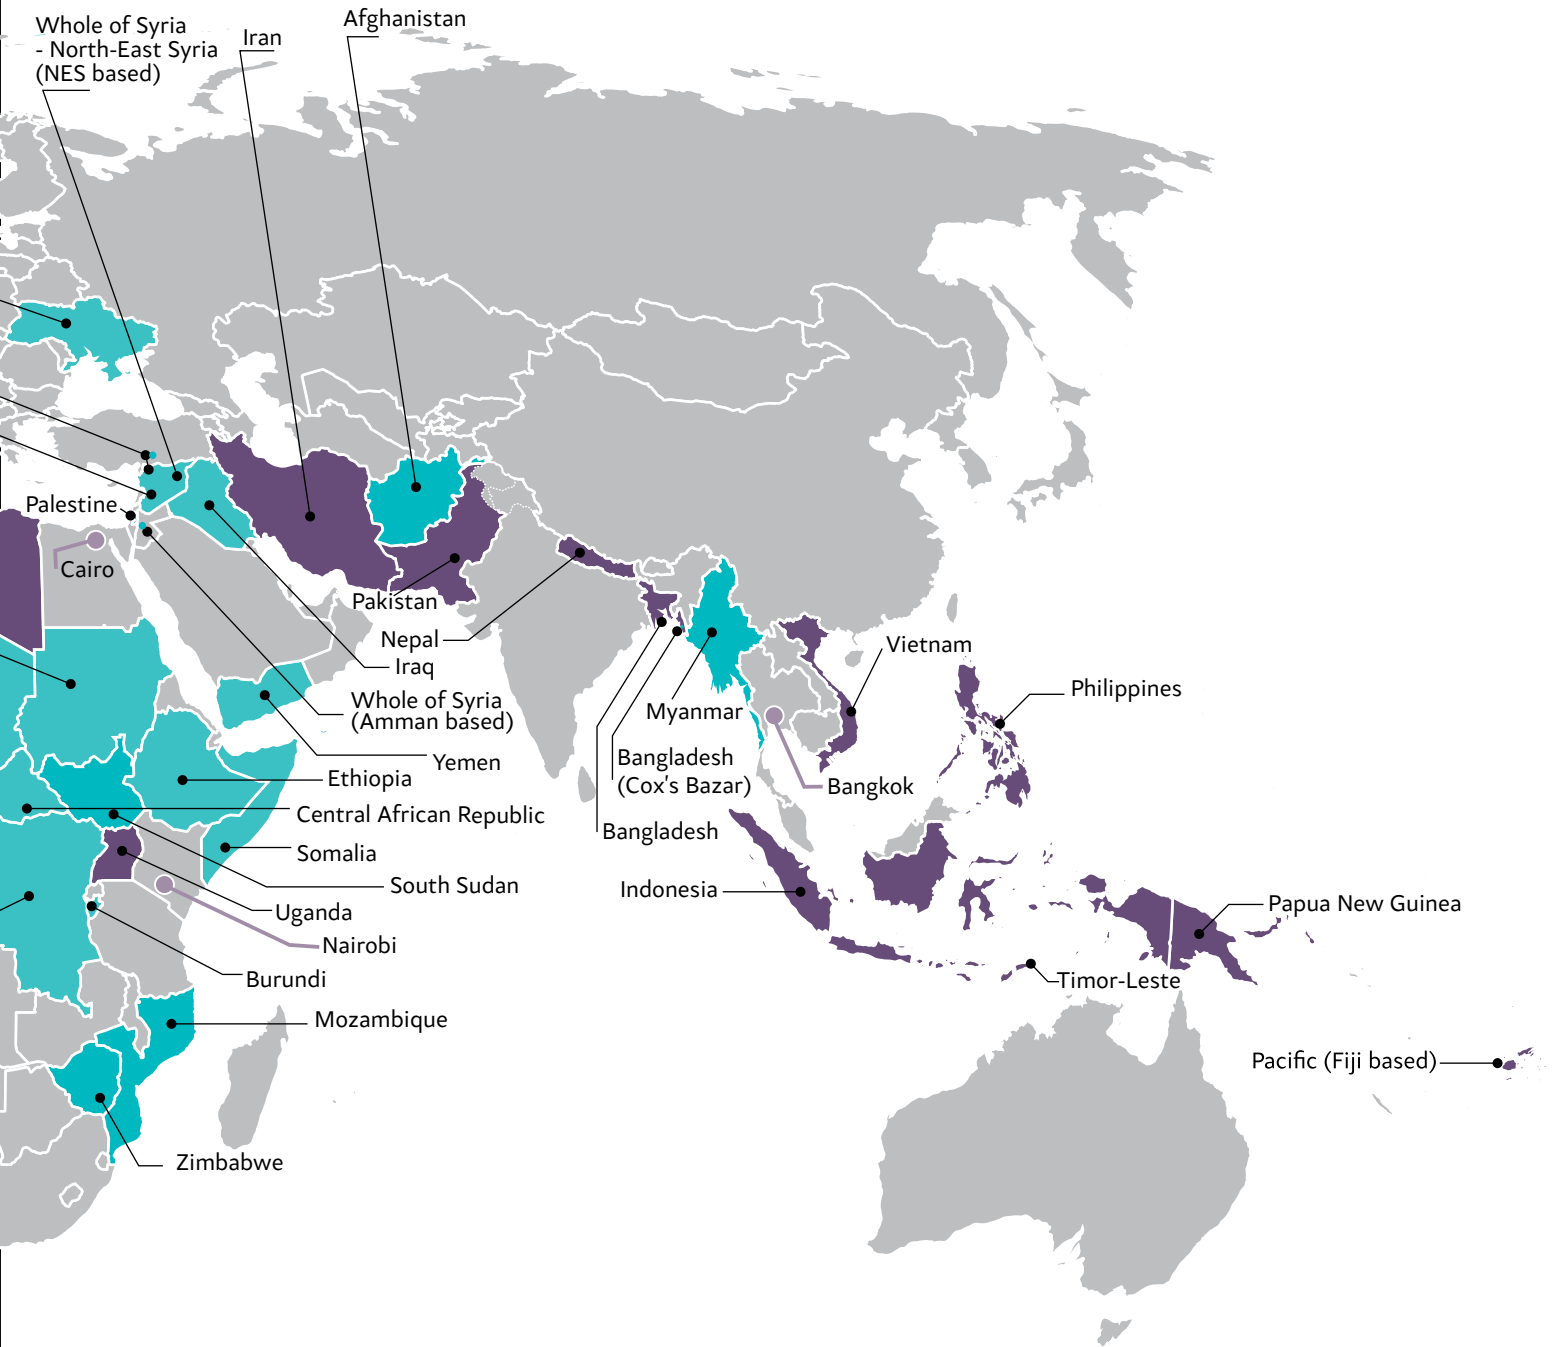 Whole of Syria
- North-East Syria
(NES based)
Iran
Afghanistan
Palestine
Cairo
Pakistan
Nepal
Iraq
Whole of Syria
(Amman based)
Yemen
Ethiopia
Central African Republic
Somalia
South Sudan
Uganda
Nairobi
Burundi
Mozambique
Zimbabwe
Vietnam
Philippines
Myanmar
Bangladesh
(Cox's Bazar)
Bangkok
Bangladesh
Indonesia
Papua New Guinea
Timor-Leste
Pacific (Fiji based)